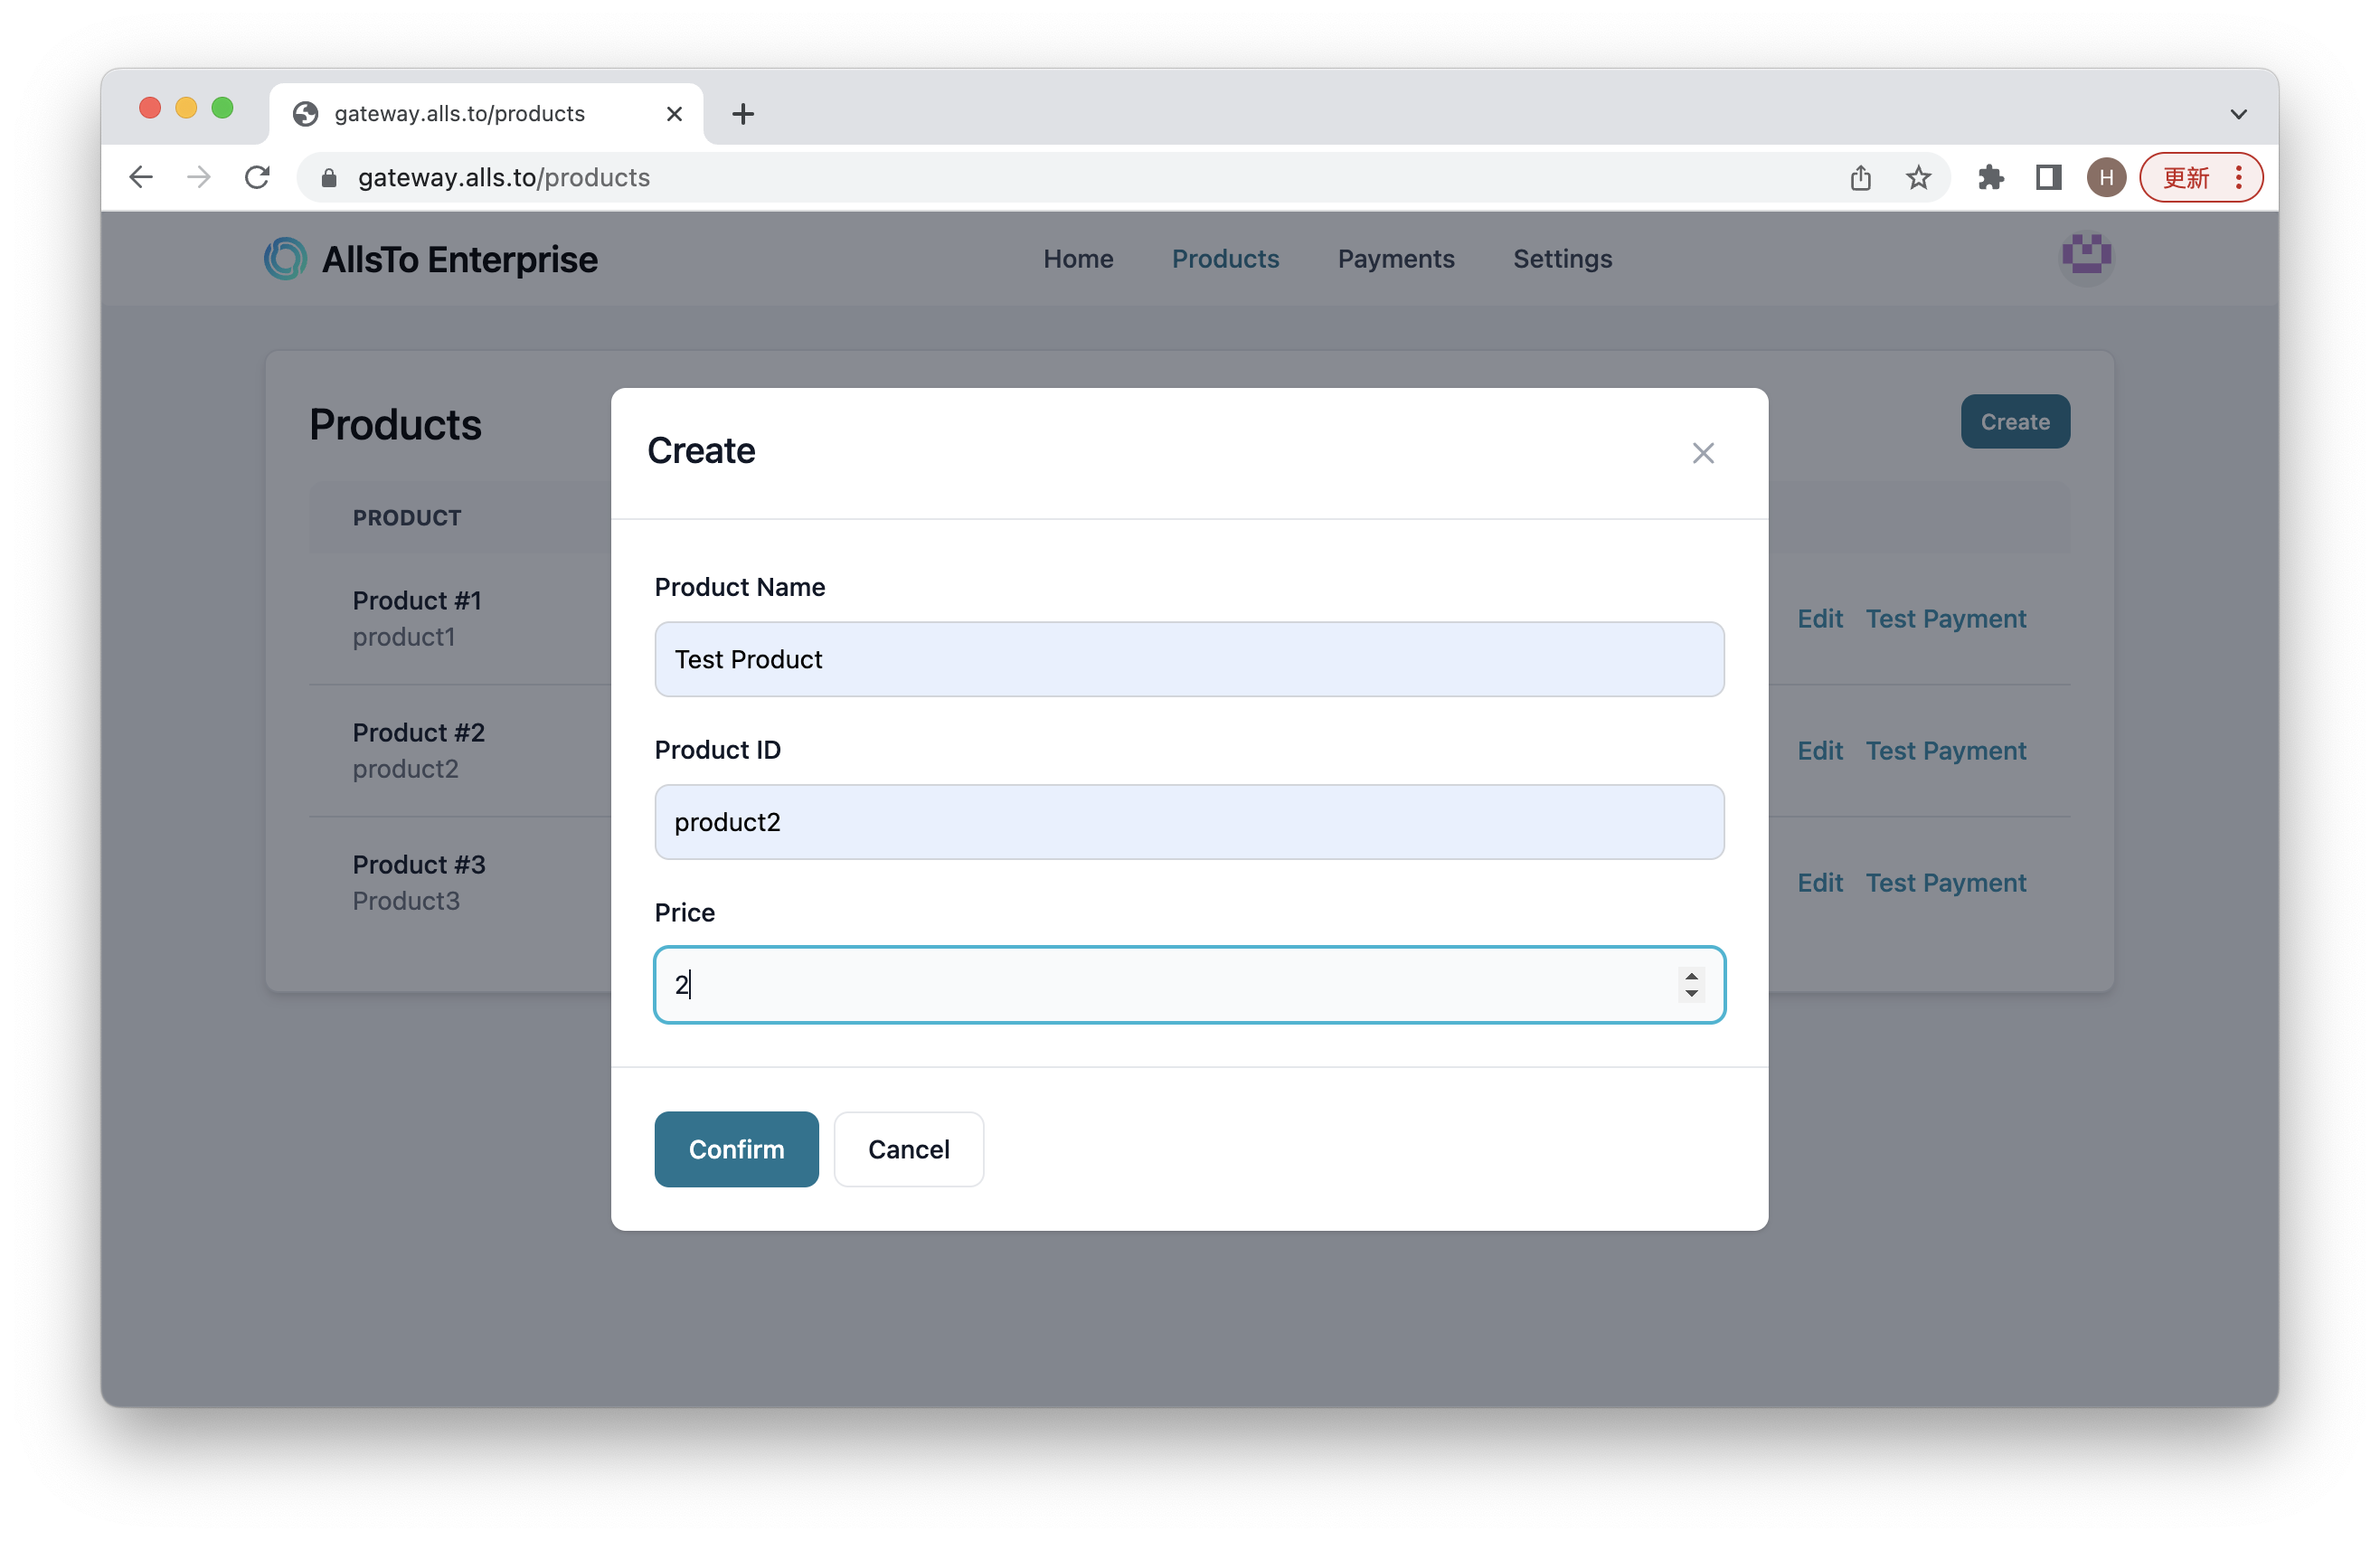 gateway.alls.to/products
gateway.alls.to/products
H
更新
AllsTo Enterprise
Home
Products
Payments
Settings
Products
Create
PRODUCT
Product #1
product1
Edit
Test Payment
Product #2
product2
Edit
Test Payment
Product #3
Product3
Edit
Test Payment
Create
Product Name
Test Product
Product ID
product2
Price
2
Confirm
Cancel